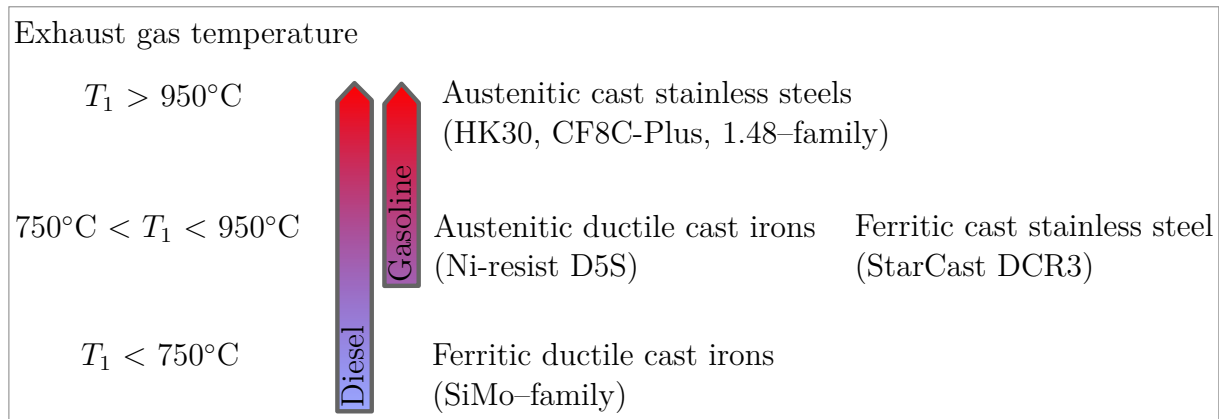 Exhaust gas temperature
T₁ > 950°C
Austenitic cast stainless steels
(HK30, CF8C-Plus, 1.48–family)
750°C < T₁ < 950°C
Austenitic ductile cast irons
(Ni-resist D5S)
Ferritic cast stainless steel
(StarCast DCR3)
T₁ < 750°C
Ferritic ductile cast irons
(SiMo–family)
Diesel
Gasoline